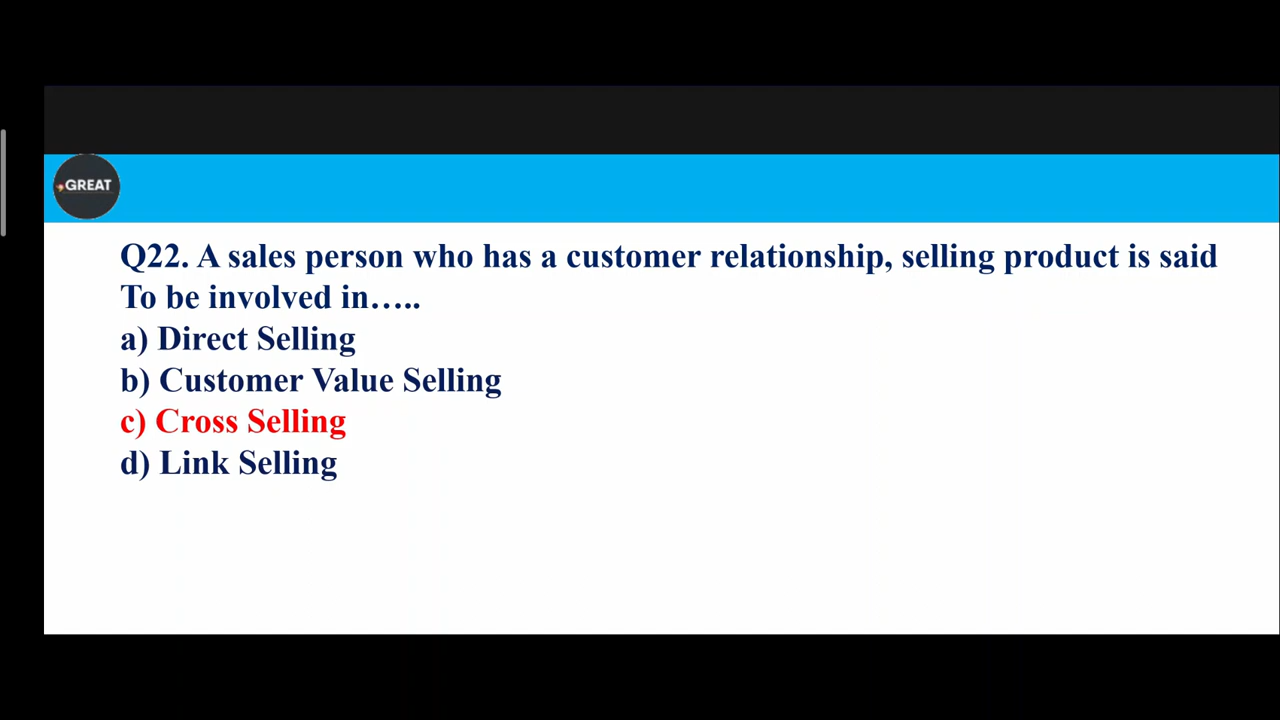 GREAT
Q22. A sales person who has a customer relationship, selling product is said
To be involved in…..
a) Direct Selling
b) Customer Value Selling
c) Cross Selling
d) Link Selling